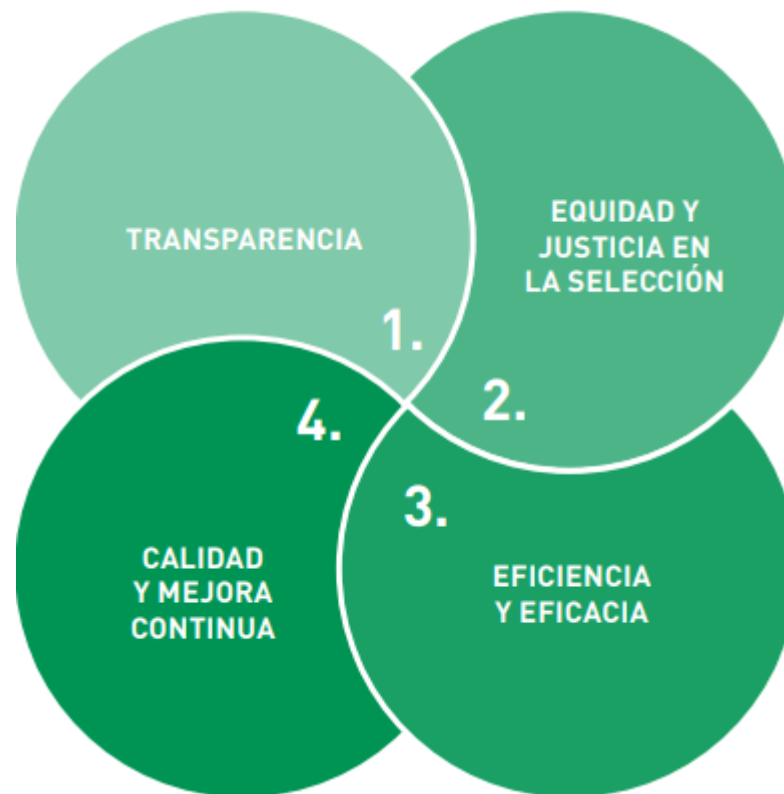 TRANSPARENCIA
1.
EQUIDAD Y
JUSTICIA EN
LA SELECCIÓN
2.
3.
EFICIENCIA
Y EFICACIA
4.
CALIDAD
Y MEJORA
CONTINUA